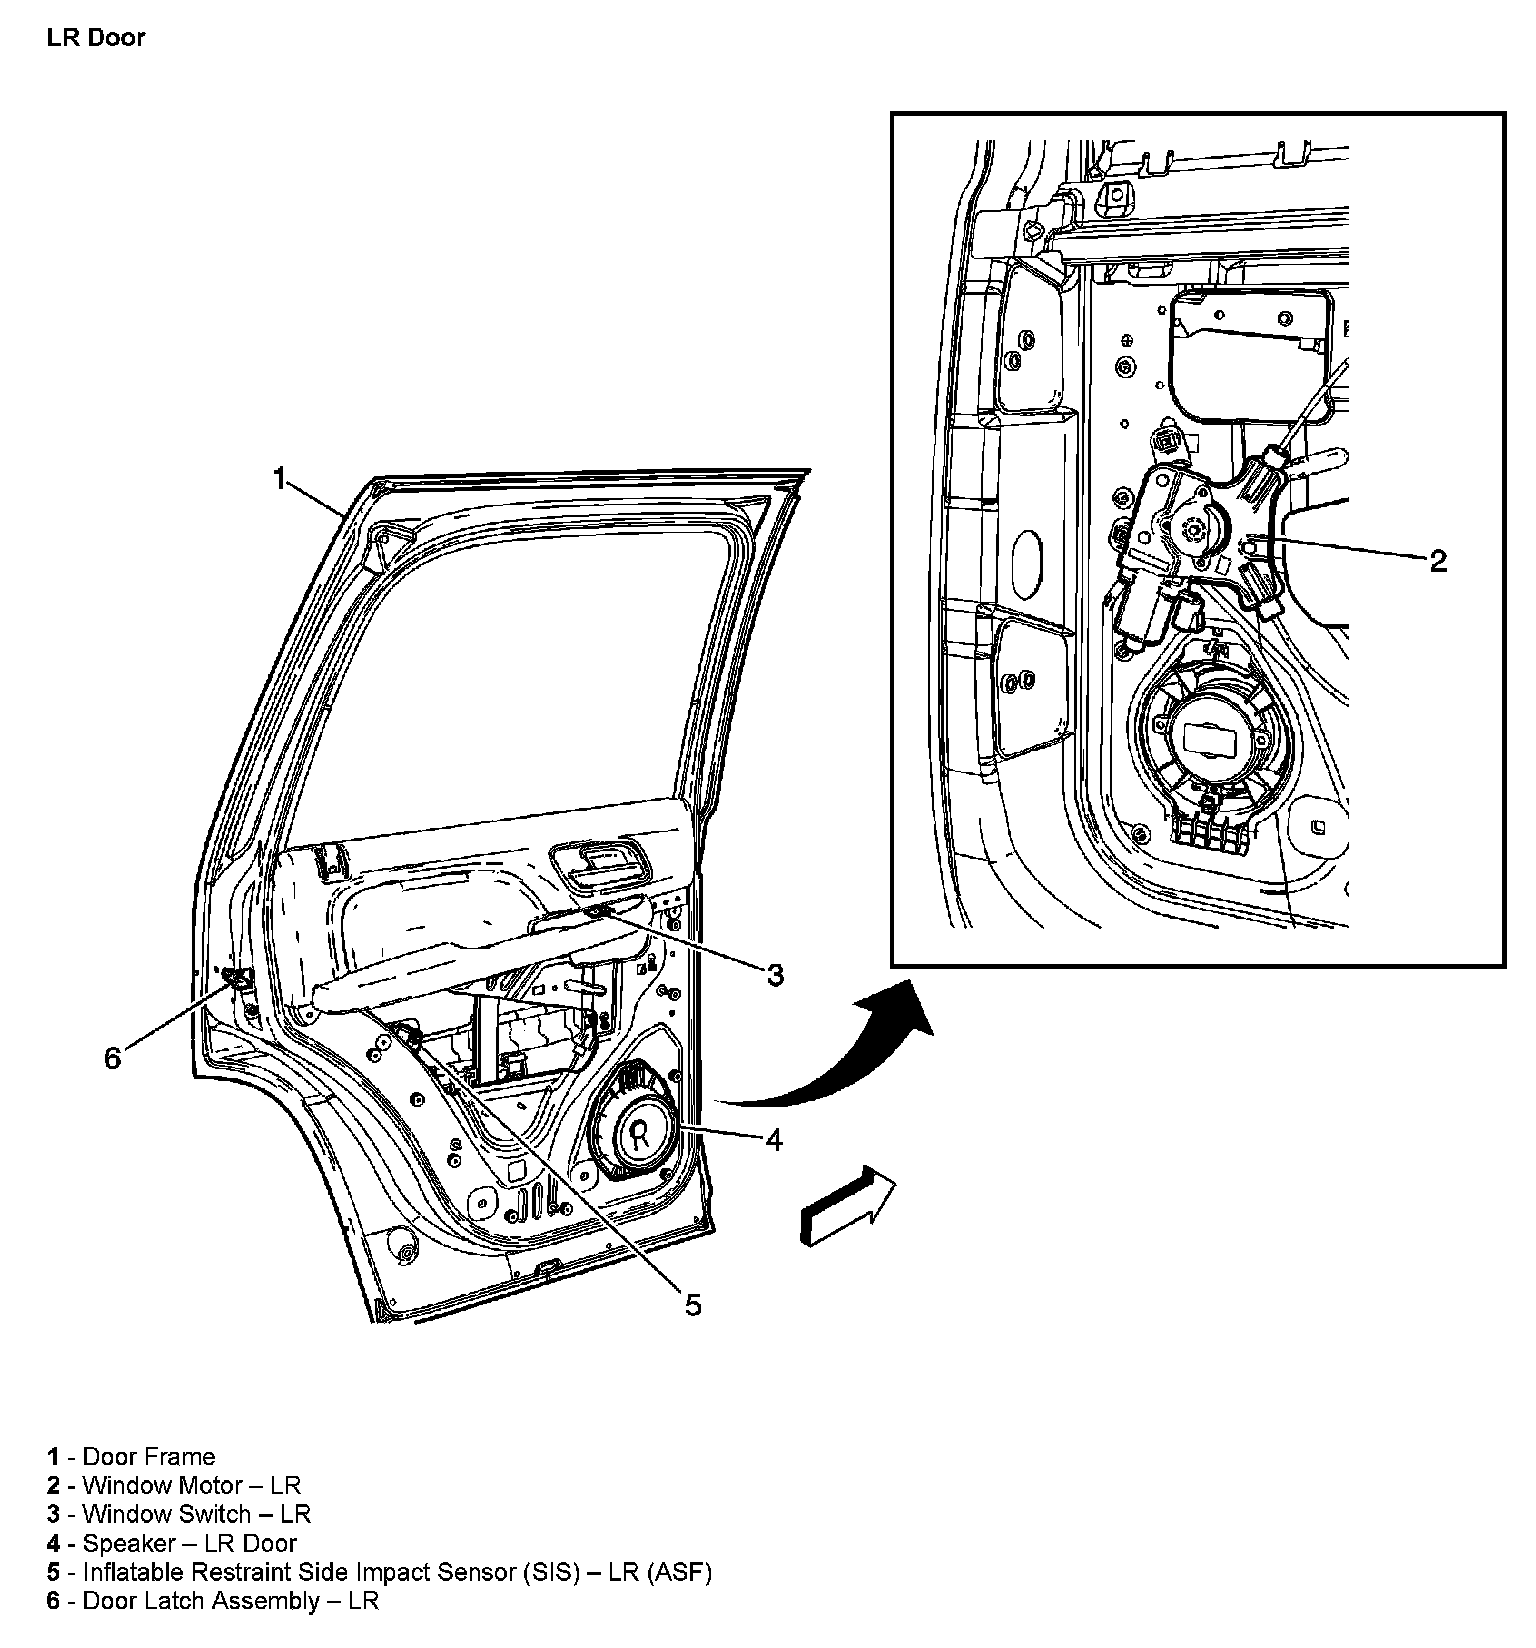 LR Door
1
2
3
6
4
R
5
1 - Door Frame
2 - Window Motor – LR
3 - Window Switch – LR
4 - Speaker – LR Door
5 - Inflatable Restraint Side Impact Sensor (SIS) – LR (ASF)
6 - Door Latch Assembly – LR